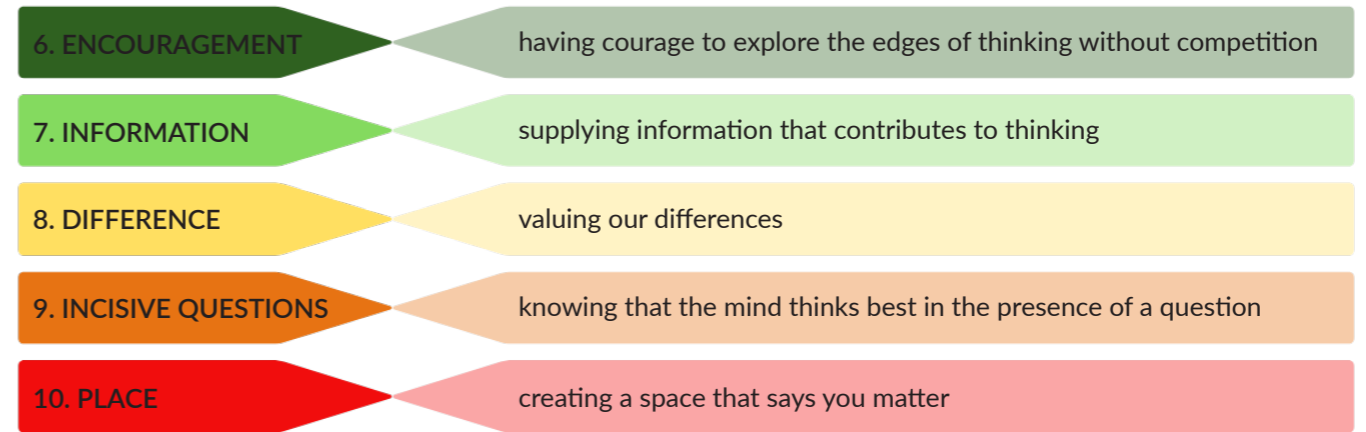 6. ENCOURAGEMENT
having courage to explore the edges of thinking without competition
7. INFORMATION
supplying information that contributes to thinking
8. DIFFERENCE
valuing our differences
9. INCISIVE QUESTIONS
knowing that the mind thinks best in the presence of a question
10. PLACE
creating a space that says you matter